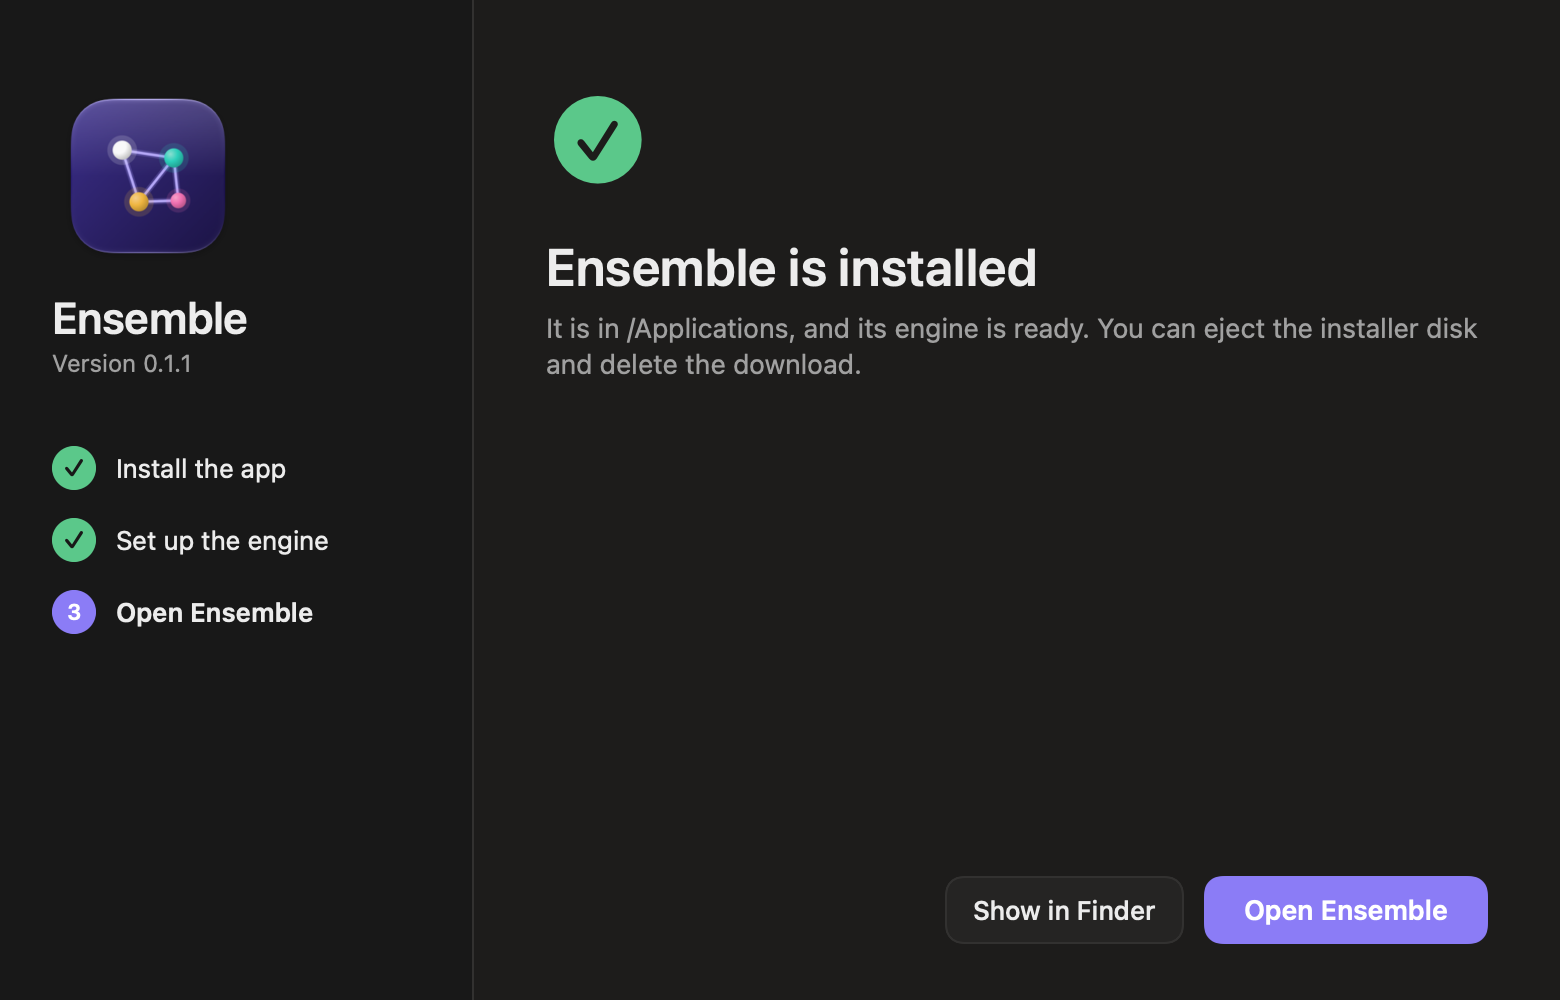 Ensemble
Version 0.1.1
Install the app
Set up the engine
3 Open Ensemble
Ensemble is installed
It is in /Applications, and its engine is ready. You can eject the installer disk
and delete the download.
Show in Finder
Open Ensemble